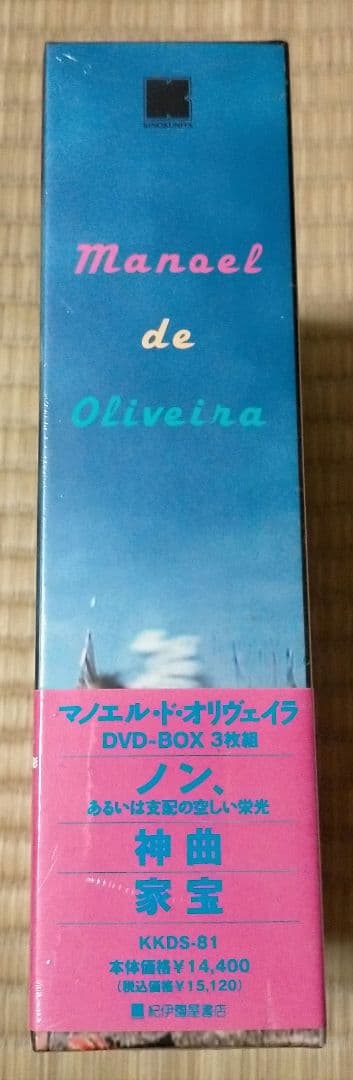 KINOKUNIYA
Manoel
de
Oliveira
マノエル・ド・オリヴェイラ
DVD-BOX 3枚組
ノン、
あるいは支配の空しい栄光
神曲
家宝
KKDS-81
本体価格¥14,400
(税込価格¥15,120)
紀伊國屋書店